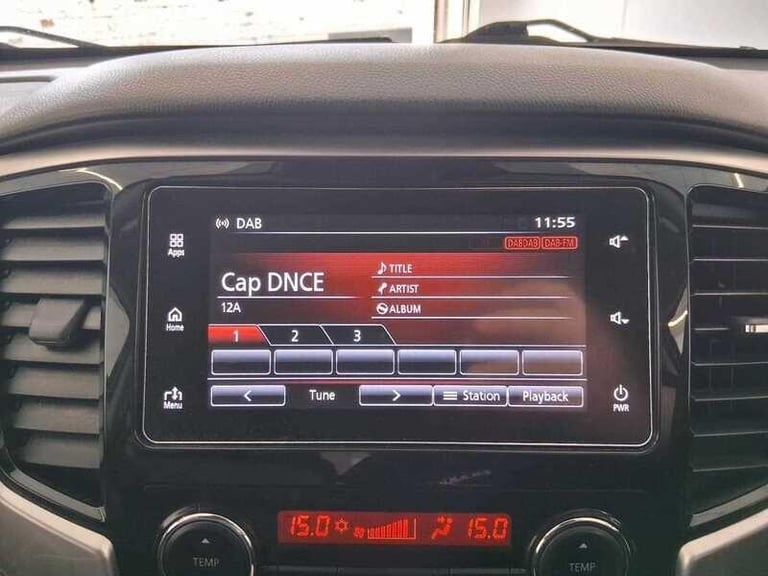 DAB 11:55
DABDAB DAB-FM
Apps
TITLE
Cap DNCE
ARTIST
12A
ALBUM
Home
1 2 3
< Tune > Station Playback
Menu
PWR
15.0 15.0
TEMP TEMP